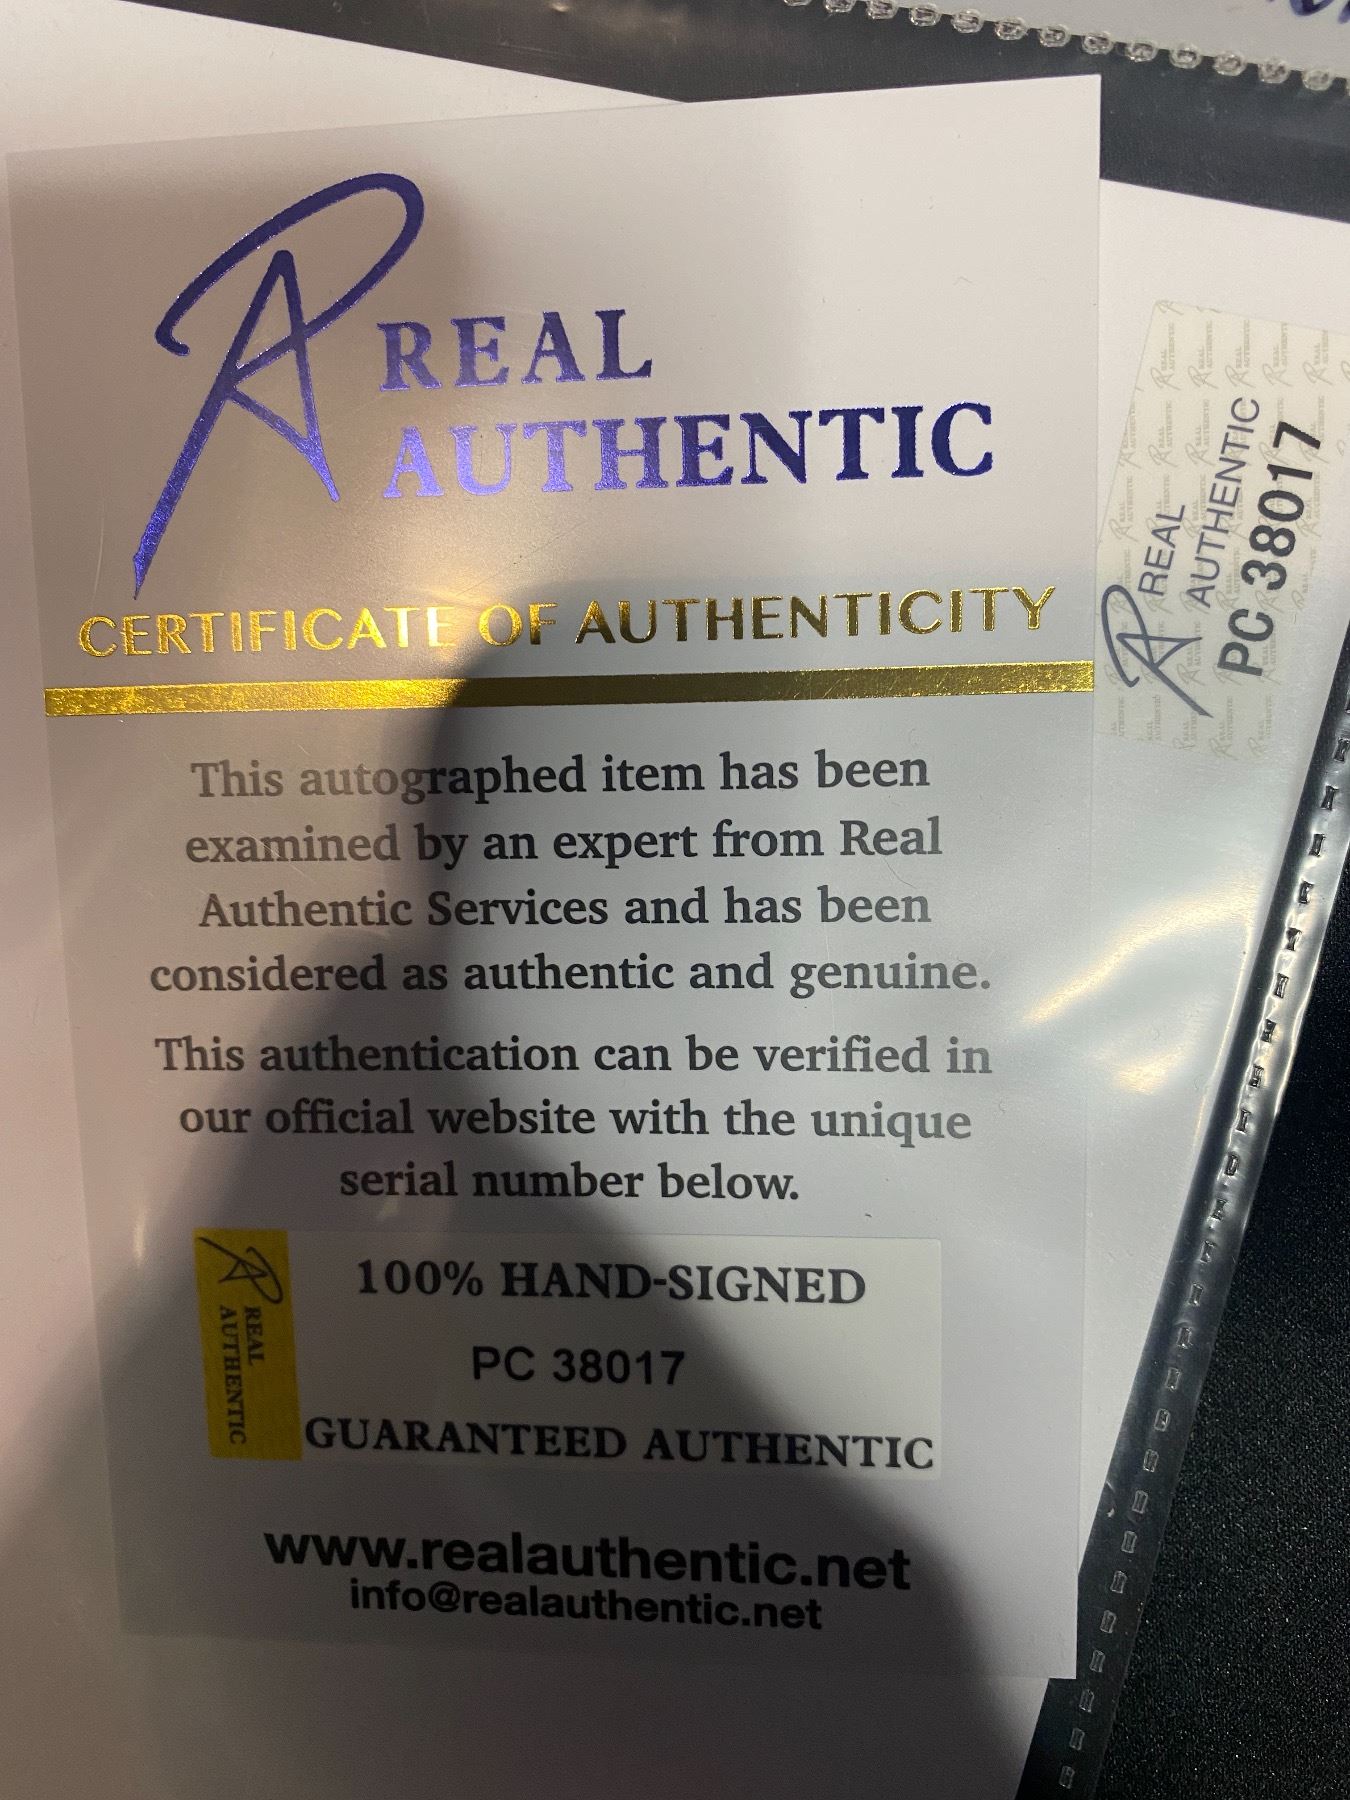 REAL
AUTHENTIC
CERTIFICATE OF AUTHENTICITY
This autographed item has been
examined by an expert from Real
Authentic Services and has been
considered as authentic and genuine.
This authentication can be verified in
our official website with the unique
serial number below.
REAL
AUTHENTIC
100% HAND-SIGNED
PC 38017
GUARANTEED AUTHENTIC
www.realauthentic.net
info@realauthentic.net
REAL
AUTHENTIC
PC 38017